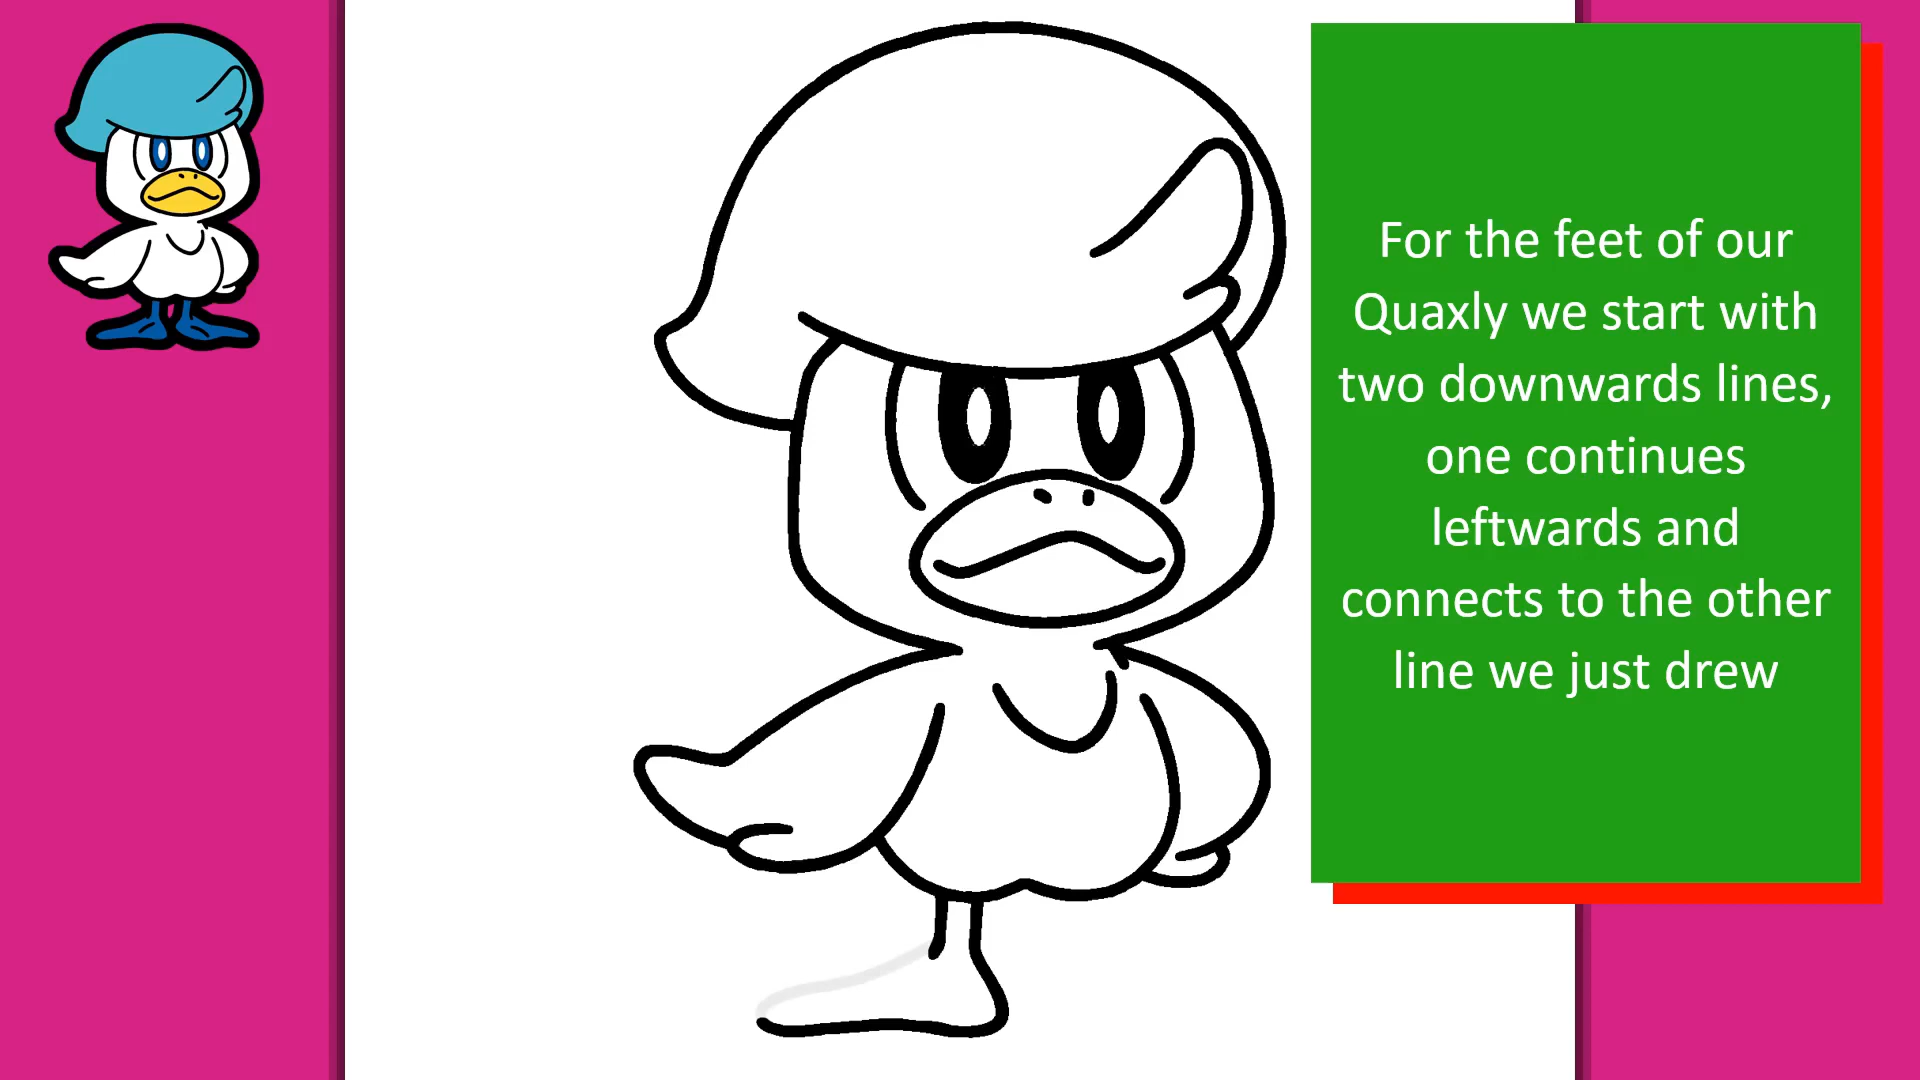 For the feet of our
Quaxly we start with
two downwards lines,
one continues
leftwards and
connects to the other
line we just drew